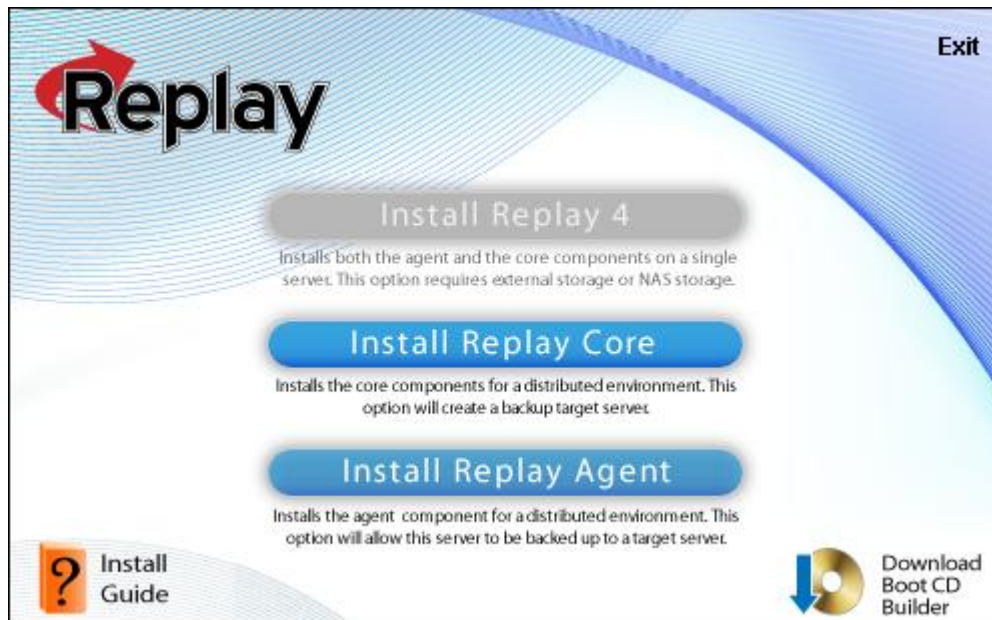 Exit
Replay
Install Replay 4
Installs both the agent and the core components on a single
server. This option requires external storage or NAS storage.
Install Replay Core
Installs the core components for a distributed environment. This
option will create a backup target server.
Install Replay Agent
Installs the agent component for a distributed environment. This
option will allow this server to be backed up to a target server.
?
Install
Guide
Download
Boot CD
Builder